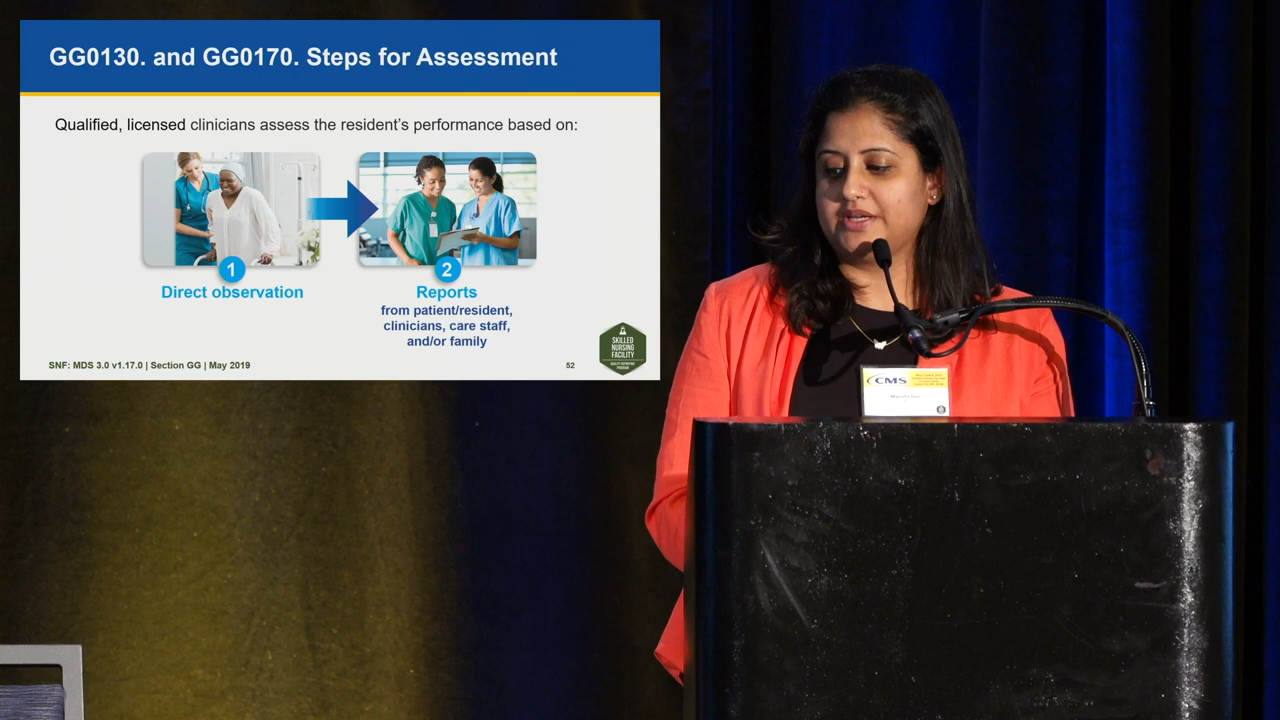 GG0130. and GG0170. Steps for Assessment
Qualified, licensed clinicians assess the resident's performance based on:
1
2
Direct observation
Reports
from patient/resident,
clinicians, care staff,
and/or family
SKILLED
NURSING
FACILITY
SNF: MDS 3.0 v1.17.0 | Section GG | May 2019
52
CMS